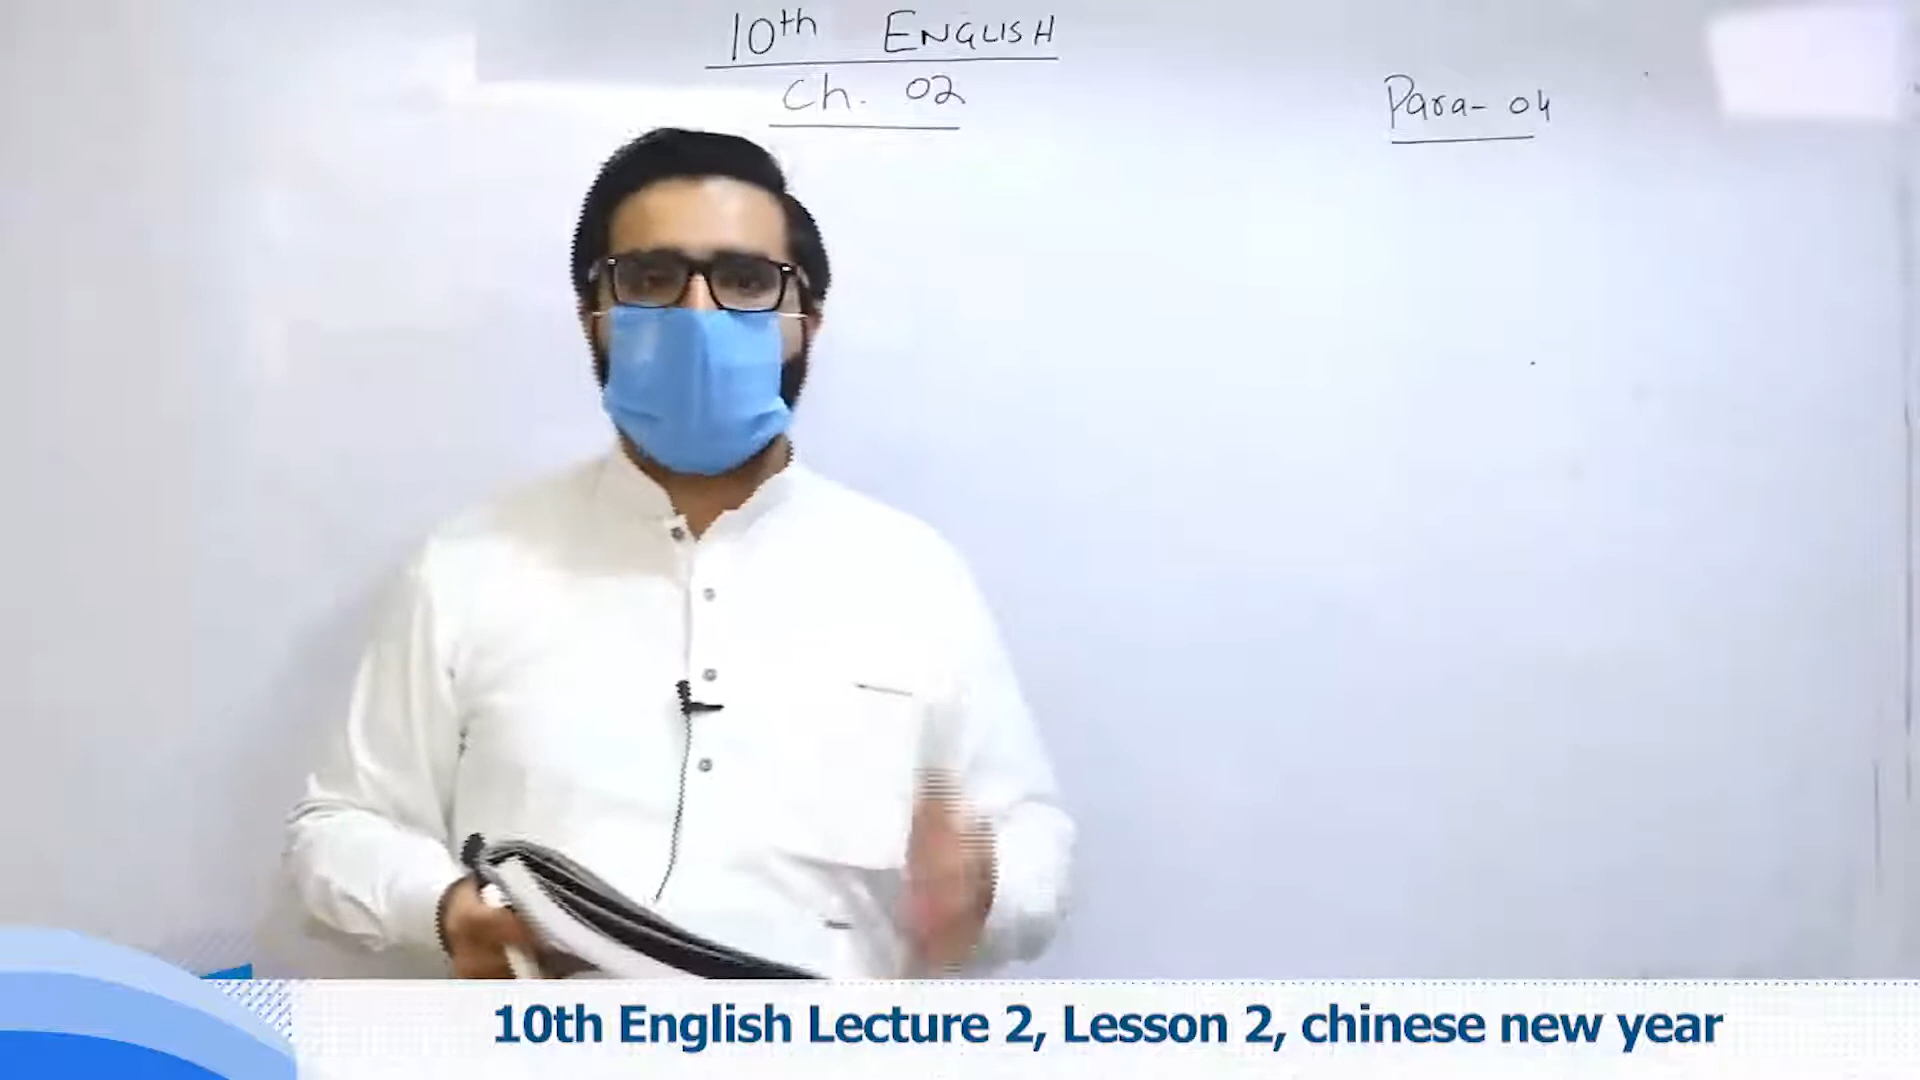 10th ENGLISH
Ch. 02
Para- 04
10th English Lecture 2, Lesson 2, chinese new year